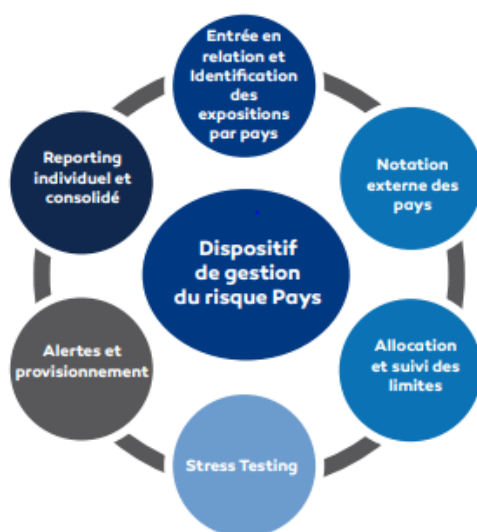 Entrée en
relation et
Identification
des
expositions
par pays
Notation
externe des
pays
Allocation
et suivi des
limites
Stress Testing
Alertes et
provisionnement
Reporting
individuel et
consolidé
Dispositif
de gestion
du risque Pays